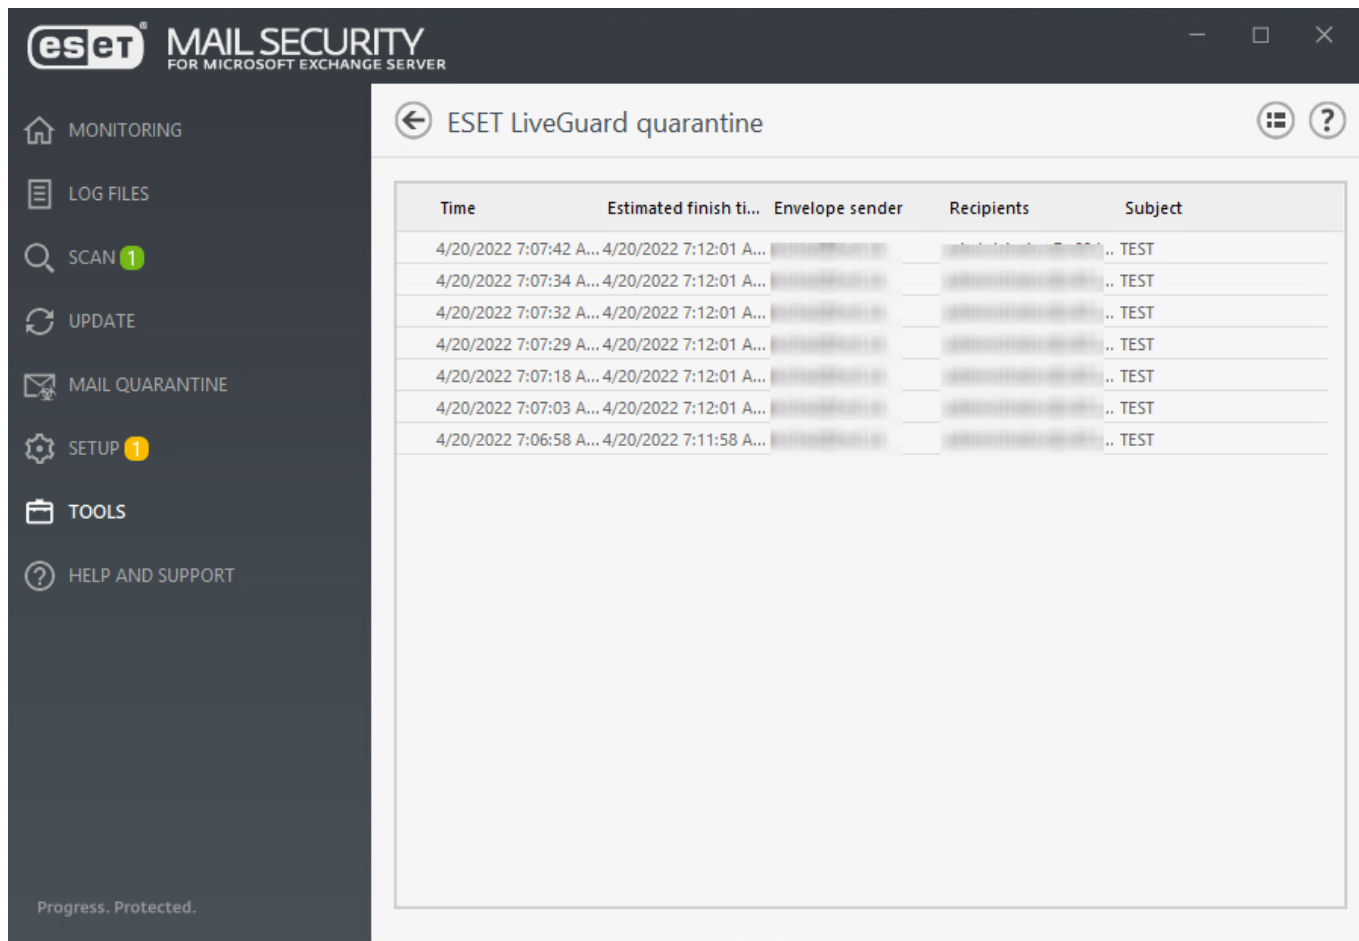 eset® MAIL SECURITY
FOR MICROSOFT EXCHANGE SERVER
MONITORING
LOG FILES
SCAN 1
UPDATE
MAIL QUARANTINE
SETUP 1
TOOLS
HELP AND SUPPORT
Progress. Protected.
ESET LiveGuard quarantine
?
Time Estimated finish ti... Envelope sender Recipients Subject
4/20/2022 7:07:42 A... 4/20/2022 7:12:01 A... .. TEST
4/20/2022 7:07:34 A... 4/20/2022 7:12:01 A... .. TEST
4/20/2022 7:07:32 A... 4/20/2022 7:12:01 A... .. TEST
4/20/2022 7:07:29 A... 4/20/2022 7:12:01 A... .. TEST
4/20/2022 7:07:18 A... 4/20/2022 7:12:01 A... .. TEST
4/20/2022 7:07:03 A... 4/20/2022 7:12:01 A... .. TEST
4/20/2022 7:06:58 A... 4/20/2022 7:11:58 A... .. TEST